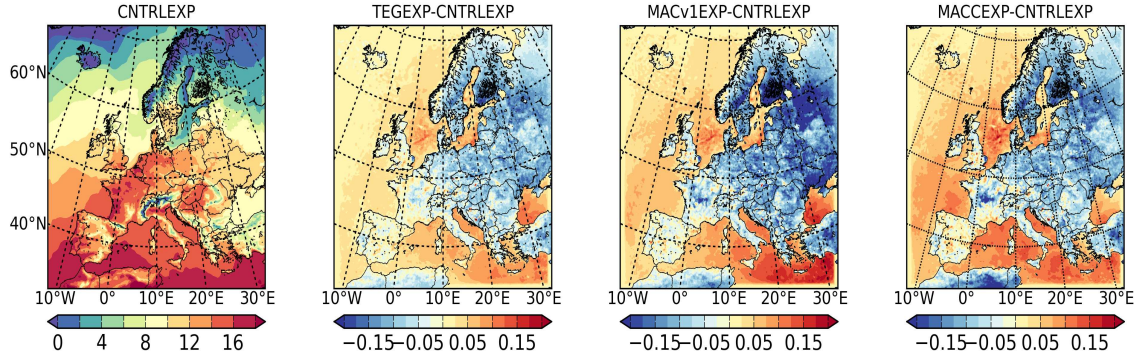 CNTRLEXP
TEGEXP-CNTRLEXP
MACv1EXP-CNTRLEXP
MACCEXP-CNTRLEXP
60°N
50°N
40°N
10°W 0° 10°E 20°E 30°E
10°W 0° 10°E 20°E 30°E
10°W 0° 10°E 20°E 30°E
10°W 0° 10°E 20°E 30°E
0 4 8 12 16
−0.15 −0.05 0.05 0.15
−0.15 −0.05 0.05 0.15
−0.15 −0.05 0.05 0.15